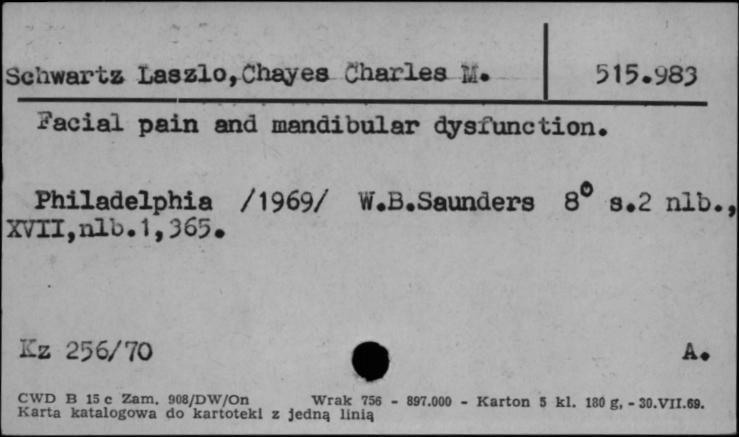 Schwartz Laszlo,Chayes Charles M.
515.983
Facial pain and mandibular dysfunction.
Philadelphia /1969/ W.B.Saunders 8° s.2 nlb.,
XVII,nlb.1,365.
Kz 256/70
A.
CWD B 15 c Zam. 908/DW/On Wrak 756 - 897.000 - Karton 5 kl. 180 g. - 30.VII.69.
Karta katalogowa do kartoteki z jedną linią